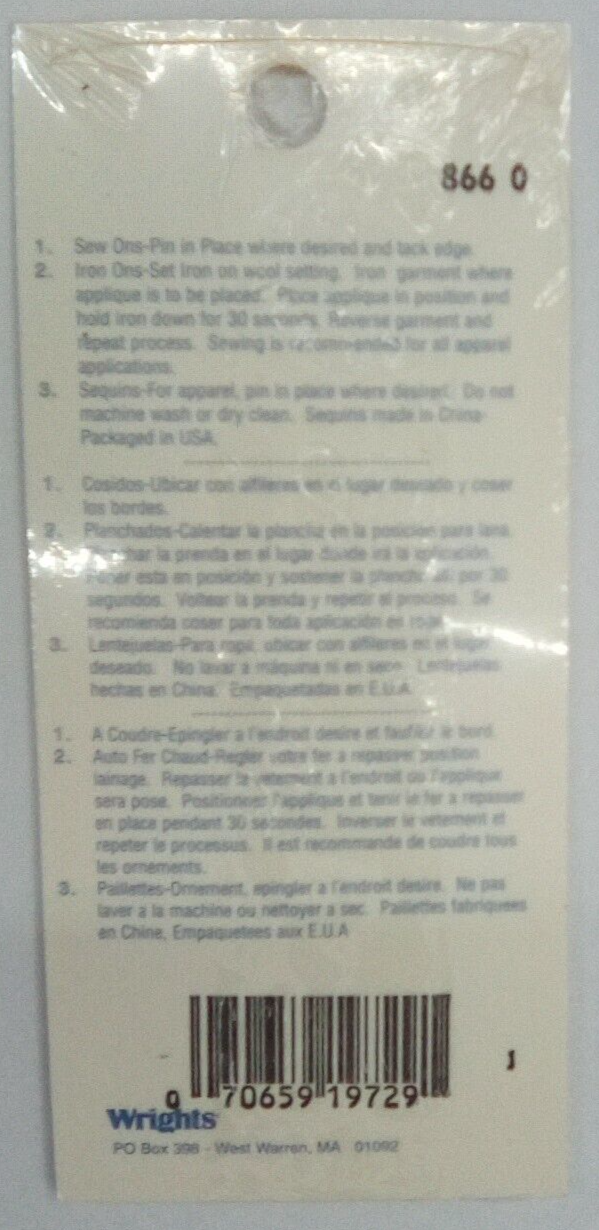 866 0
1. Sew Ons-Pin in Place where desired and tack edge.
2. Iron Ons-Set Iron on wool setting. Iron garment where
applique is to be placed. Place applique in position and
hold iron down for 30 seconds. Reverse garment and
repeat process. Sewing is recommended for all apparel
applications.
3. Sequins-For apparel, pin in place where desired. Do not
machine wash or dry clean. Sequins made in China-
Packaged in USA.
1. Cosidos-Ubicar con alfileres en el lugar deseado y coser
los bordes.
2. Planchados-Calentar la plancha en la posicion para lana.
la prenda en el lugar donde ira la aplicación.
Poner esta en posición y sostener la plancha por 30
segundos. Voltear la prenda y repetir el proceso. Se
recomienda coser para toda aplicación en ropa.
3. Lentejuelas-Para ropa, ubicar con alfileres en el lugar
deseado. No lavar a máquina ni en seco. Lentejuelas
hechas en China. Empaquetadas en E.U.A.
1. A Coudre-Epingler a l'endroit desire et faufiler le bord.
2. Auto Fer Chaud-Regler votre fer a repasser position
lainage. Repasser le vetement a l'endroit ou l'applique
sera pose. Positionner l'applique et tenir le fer a repasser
en place pendant 30 secondes. Inverser le vetement et
repeter le processus. Il est recommande de coudre tous
les ornements.
3. Paillettes-Ornement, epingler a l'endroit desire. Ne pas
laver a la machine ou nettoyer a sec. Paillettes fabriquees
en Chine, Empaquetees aux E.U.A
1
0 70659 19729
Wrights
PO Box 398 - West Warren, MA 01092